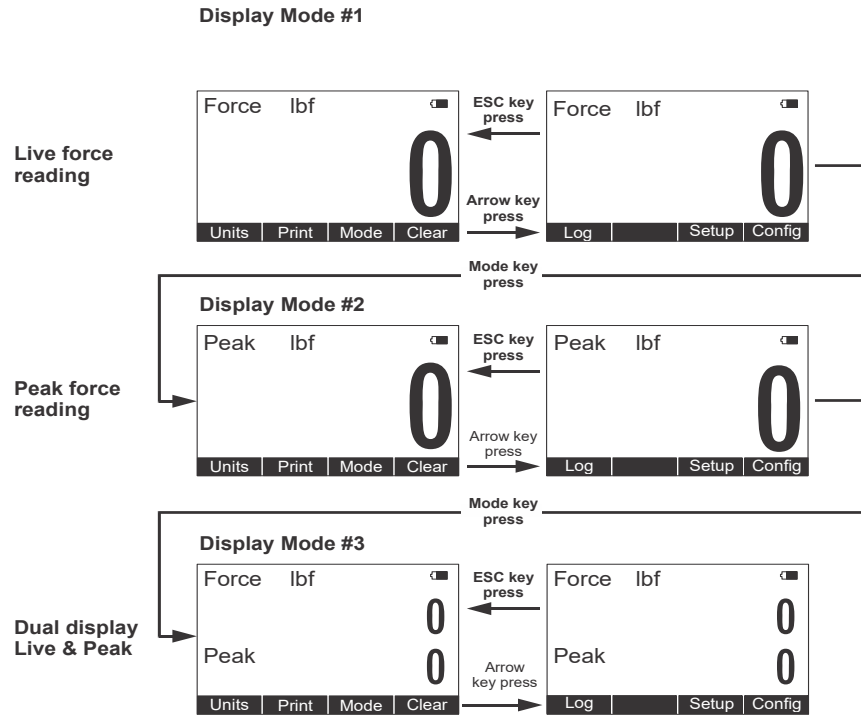 Display Mode #1
Force lbf
0
Units Print Mode Clear
ESC key
press
Arrow key
press
Force lbf
0
Log Setup Config
Live force
reading
Mode key
press
Display Mode #2
Peak lbf
0
Units Print Mode Clear
ESC key
press
Arrow key
press
Peak lbf
0
Log Setup Config
Peak force
reading
Mode key
press
Display Mode #3
Force lbf
0
Peak
0
Units Print Mode Clear
ESC key
press
Arrow
key press
Force lbf
0
Peak
0
Log Setup Config
Dual display
Live & Peak